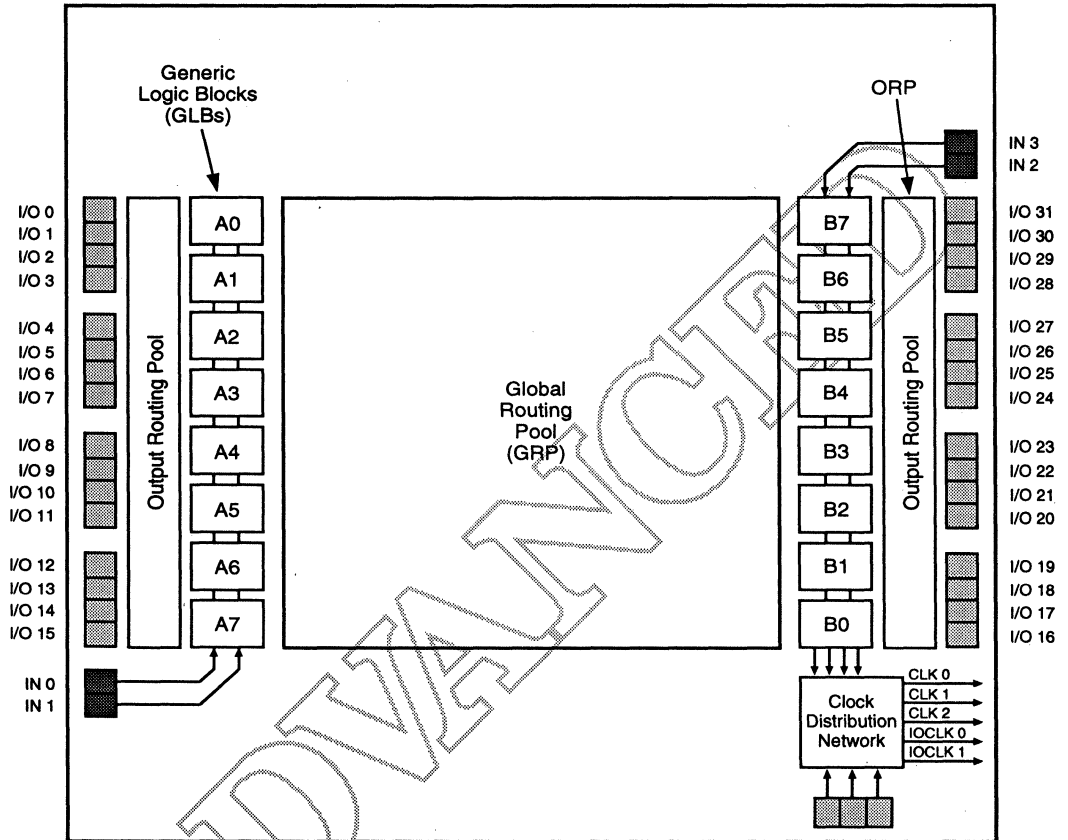 Generic
Logic Blocks
(GLBs)
ORP
IN 3
IN 2
I/O 0
I/O 1
I/O 2
I/O 3
I/O 4
I/O 5
I/O 6
I/O 7
I/O 8
I/O 9
I/O 10
I/O 11
I/O 12
I/O 13
I/O 14
I/O 15
IN 0
IN 1
Output Routing Pool
A0
A1
A2
A3
A4
A5
A6
A7
Global
Routing
Pool
(GRP)
B7
B6
B5
B4
B3
B2
B1
B0
Output Routing Pool
I/O 31
I/O 30
I/O 29
I/O 28
I/O 27
I/O 26
I/O 25
I/O 24
I/O 23
I/O 22
I/O 21
I/O 20
I/O 19
I/O 18
I/O 17
I/O 16
Clock
Distribution
Network
CLK 0
CLK 1
CLK 2
IOCLK 0
IOCLK 1
DVANCED